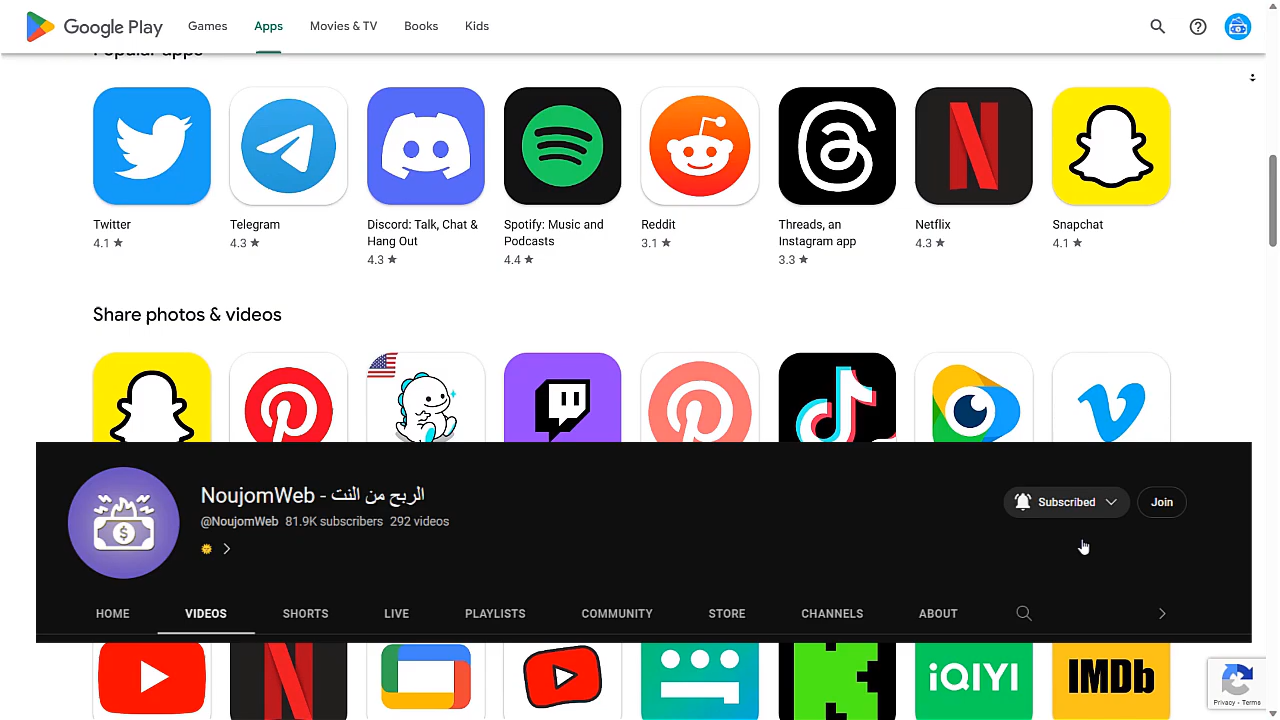 Google Play Games Apps Movies & TV Books Kids
Popular apps
Twitter
4.1 ★
Telegram
4.3 ★
Discord: Talk, Chat &
Hang Out
4.3 ★
Spotify: Music and
Podcasts
4.4 ★
Reddit
3.1 ★
Threads, an
Instagram app
3.3 ★
Netflix
4.3 ★
Snapchat
4.1 ★
Share photos & videos
NoujomWeb - الربح من النت
@NoujomWeb 81.9K subscribers 292 videos
Subscribed
Join
HOME VIDEOS SHORTS LIVE PLAYLISTS COMMUNITY STORE CHANNELS ABOUT
iQIYI
IMDb
Privacy - Terms